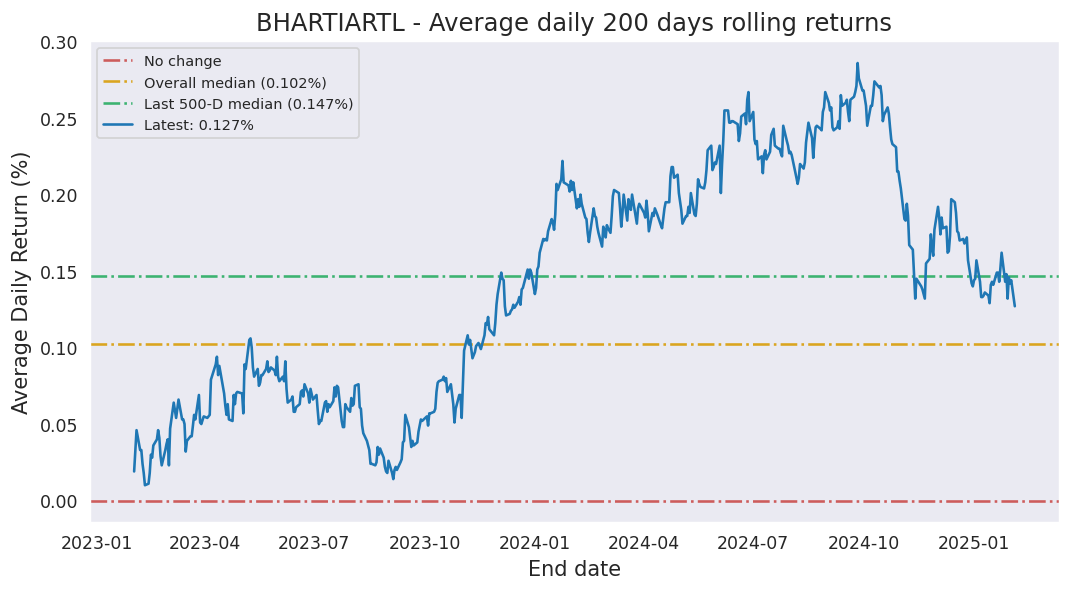 BHARTIARTL - Average daily 200 days rolling returns
No change
Overall median (0.102%)
Last 500-D median (0.147%)
Latest: 0.127%
Average Daily Return (%)
0.30
0.25
0.20
0.15
0.10
0.05
0.00
2023-01 2023-04 2023-07 2023-10 2024-01 2024-04 2024-07 2024-10 2025-01
End date